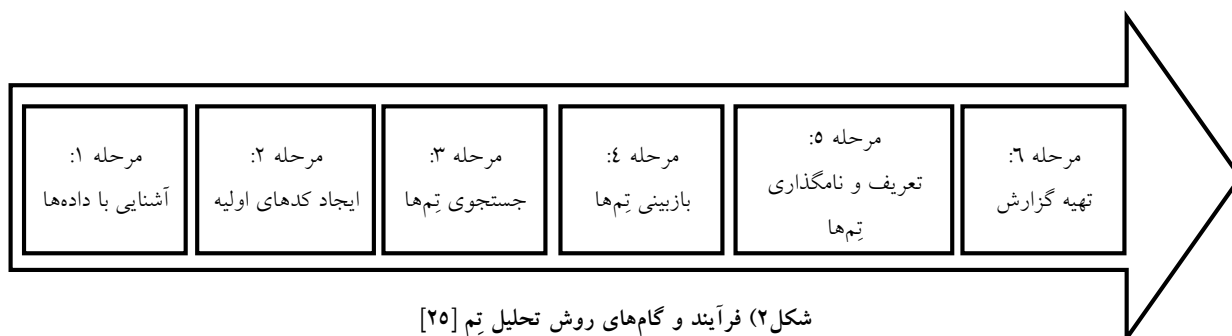 مرحله ۱:
آشنایی با داده‌ها
مرحله ۲:
ایجاد کدهای اولیه
مرحله ۳:
جستجوی تِم‌ها
مرحله ٤:
بازبینی تِم‌ها
مرحله ٥:
تعریف و نامگذاری
تِم‌ها
مرحله ٦:
تهیه گزارش
شکل۲) فرآیند و گام‌های روش تحلیل تِم [۲٥]